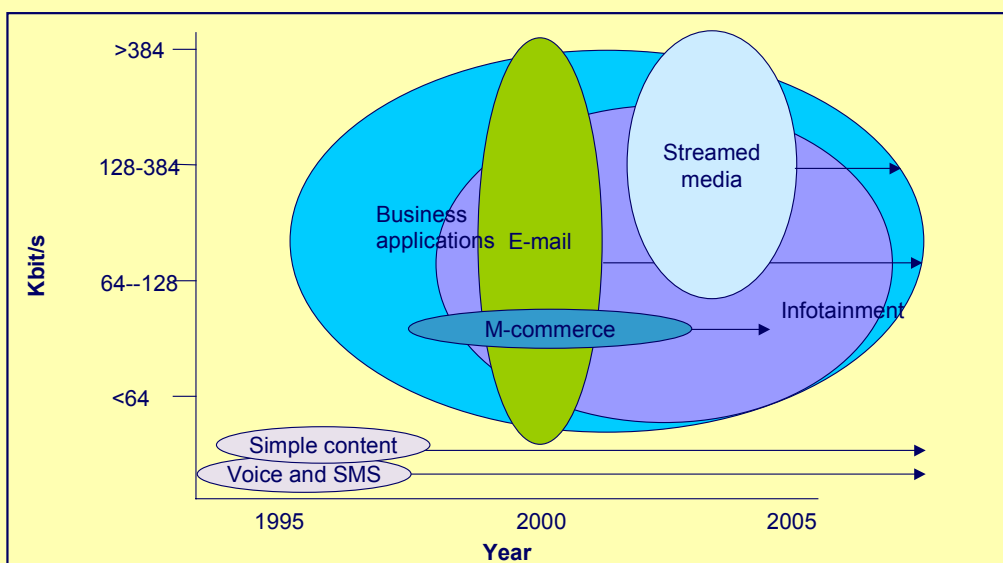 >384
128-384
64--128
<64
Kbit/s
Streamed
media
Business
applications
E-mail
Infotainment
M-commerce
Simple content
Voice and SMS
1995
2000
2005
Year